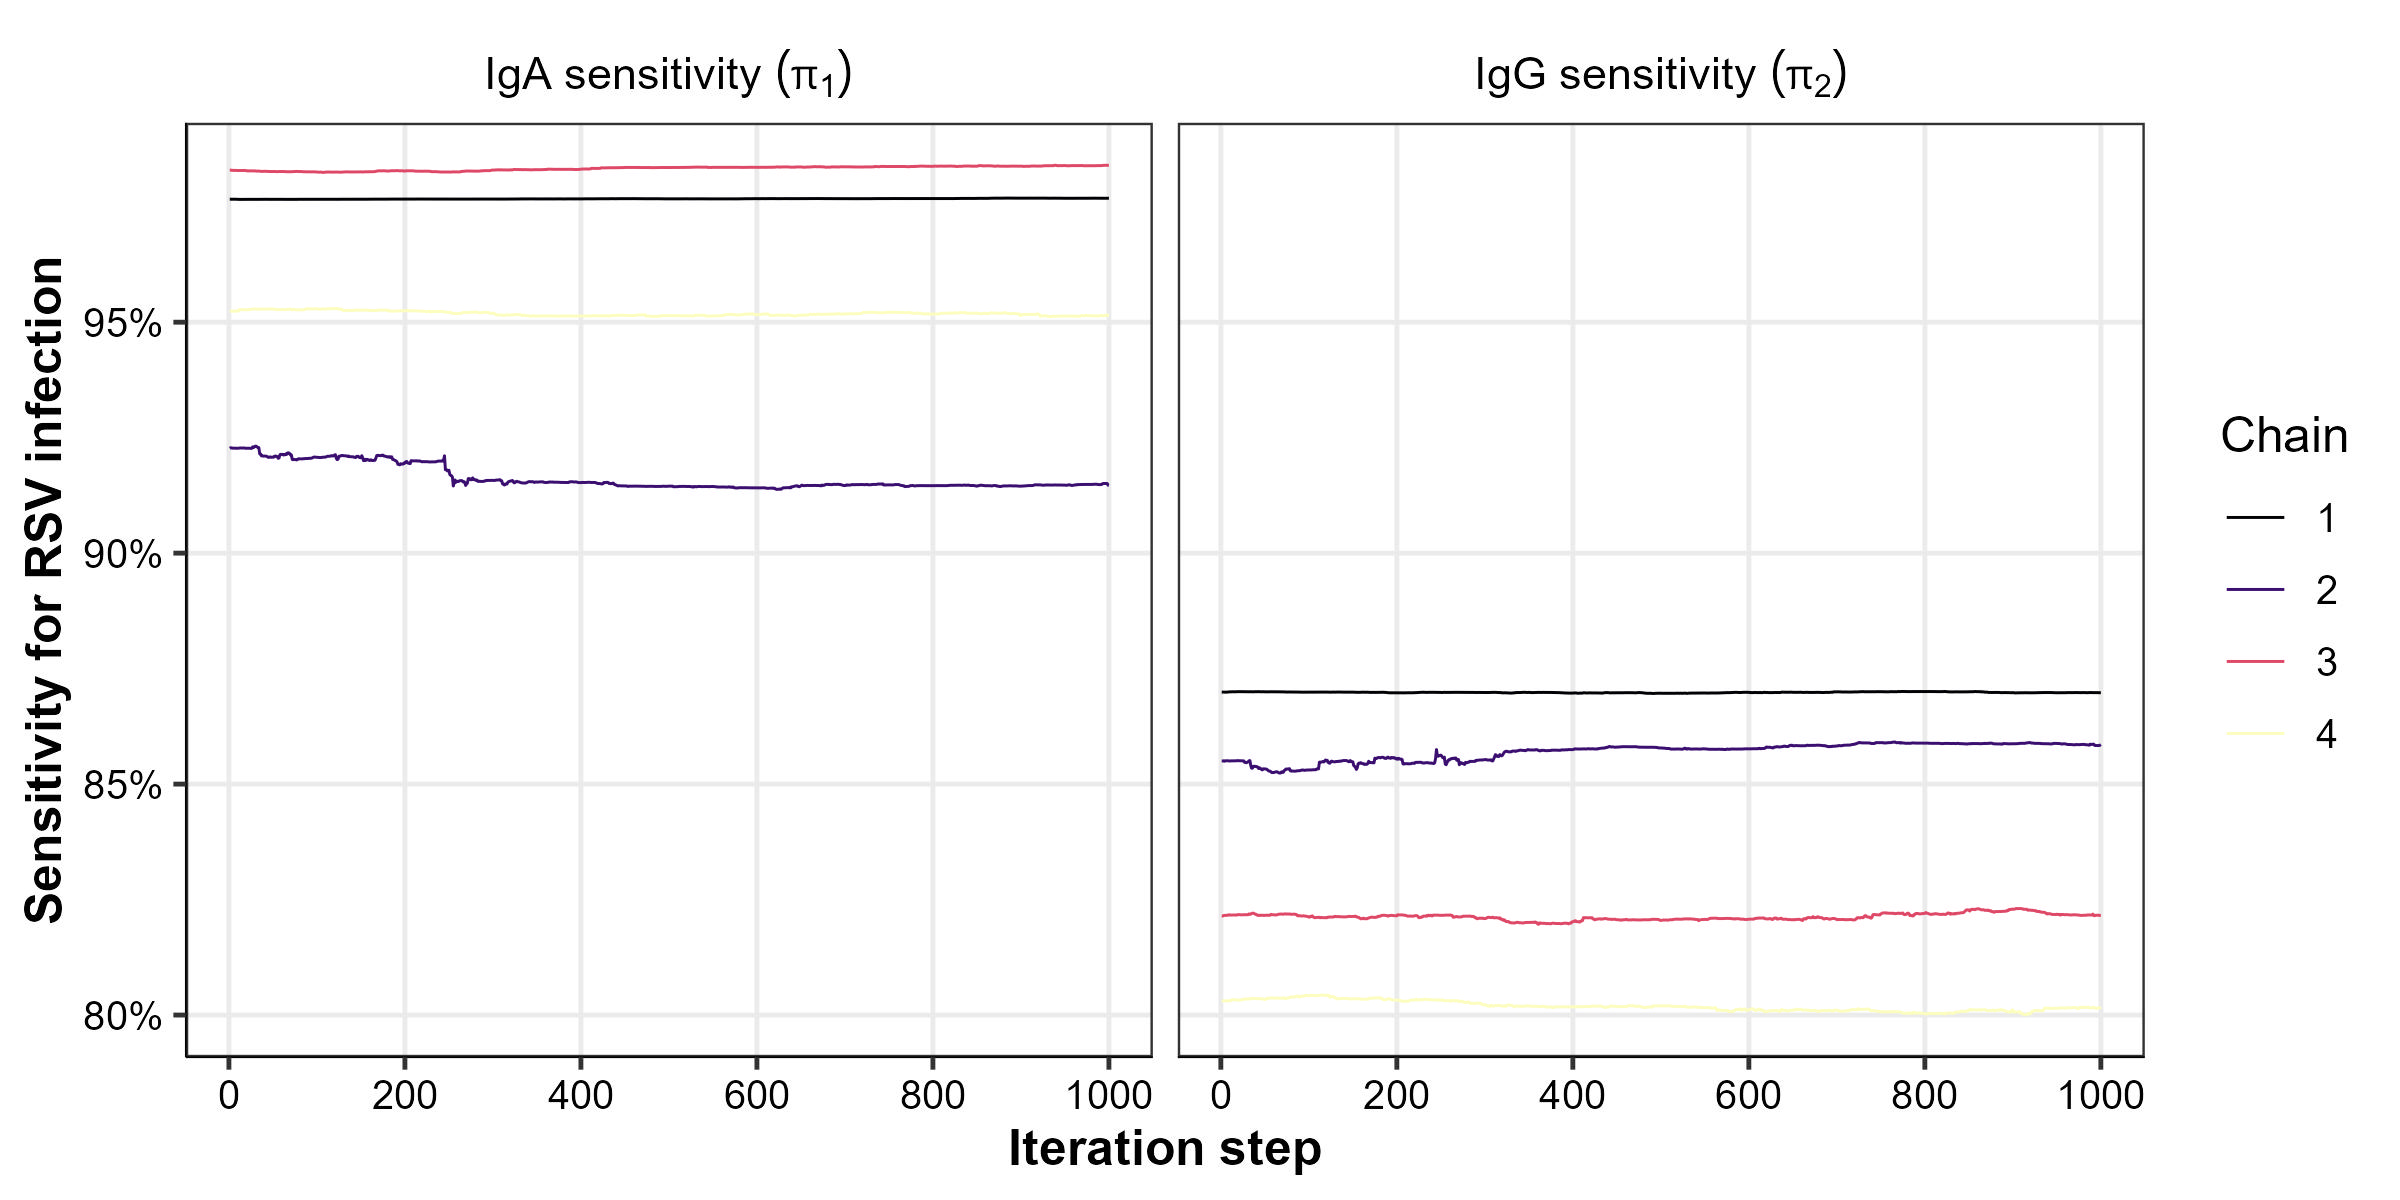 IgA sensitivity (π₁)
IgG sensitivity (π₂)
Sensitivity for RSV infection
95%
90%
85%
80%
0 200 400 600 800 1000
0 200 400 600 800 1000
Iteration step
Chain
1
2
3
4